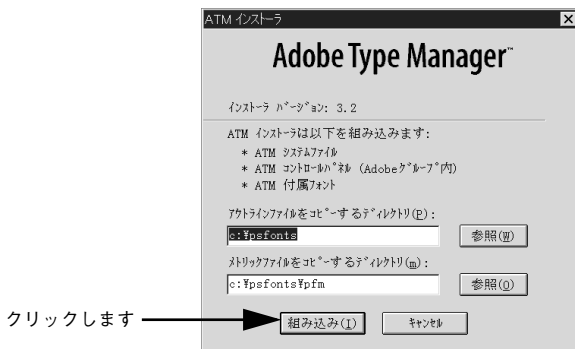 ATM インストーラ
Adobe Type Manager™
インストーラ バージョン: 3.2
ATM インストーラは以下を組み込みます:
* ATM システムファイル
* ATM コントロールパネル (Adobeグループ内)
* ATM 付属フォント
アウトラインファイルをコピーするディレクトリ(P):
c:¥psfonts
参照(W)
メトリックファイルをコピーするディレクトリ(m):
c:¥psfonts¥pfm
参照(O)
クリックします
組み込み(I)
キャンセル